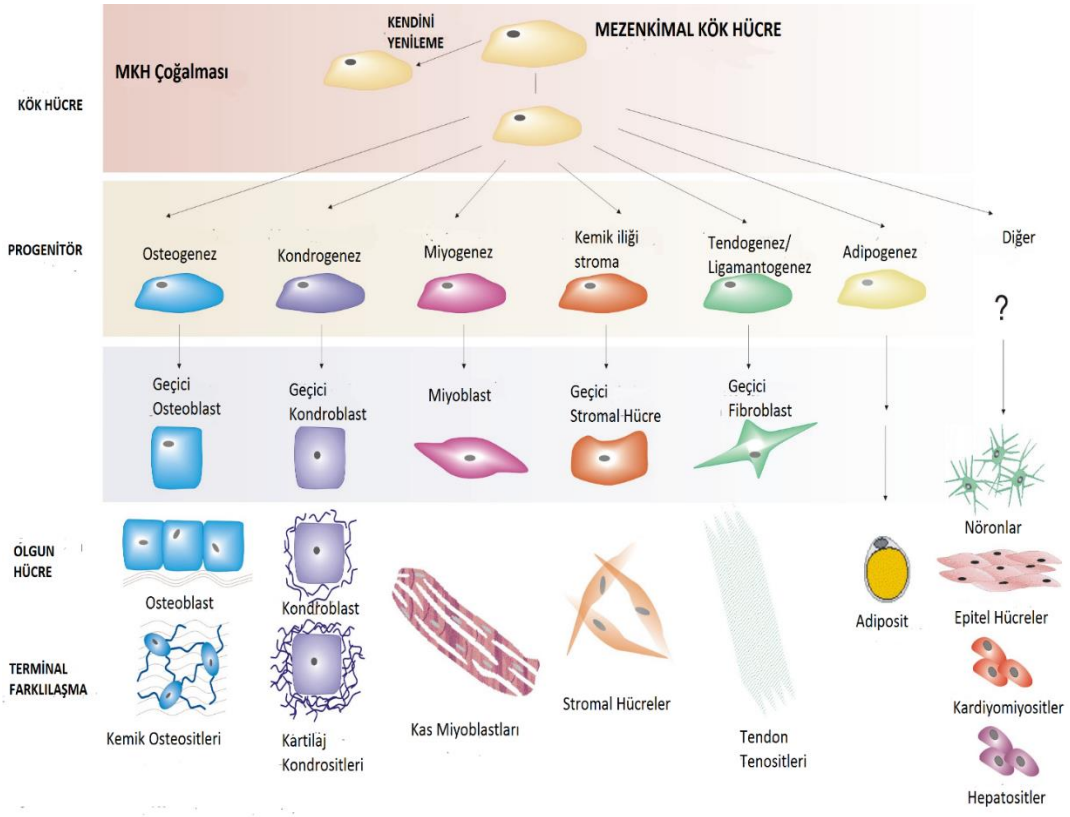 KENDİNİ
YENİLEME
MEZENKİMAL KÖK HÜCRE
MKH Çoğalması
KÖK HÜCRE
PROGENİTÖR
Osteogenez
Kondrogenez
Miyogenez
Kemik iliği
stroma
Tendogenez/
Ligamantogenez
Adipogenez
Diğer
?
Geçici
Osteoblast
Geçici
Kondroblast
Miyoblast
Geçici
Stromal Hücre
Geçici
Fibroblast
OLGUN
HÜCRE
Osteoblast
Kondroblast
Adiposit
Nöronlar
Epitel Hücreler
TERMİNAL
FARKLILAŞMA
Kemik Osteositleri
Kartilaj
Kondrositleri
Kas Miyoblastları
Stromal Hücreler
Tendon
Tenositleri
Kardiyomiyositler
Hepatositler